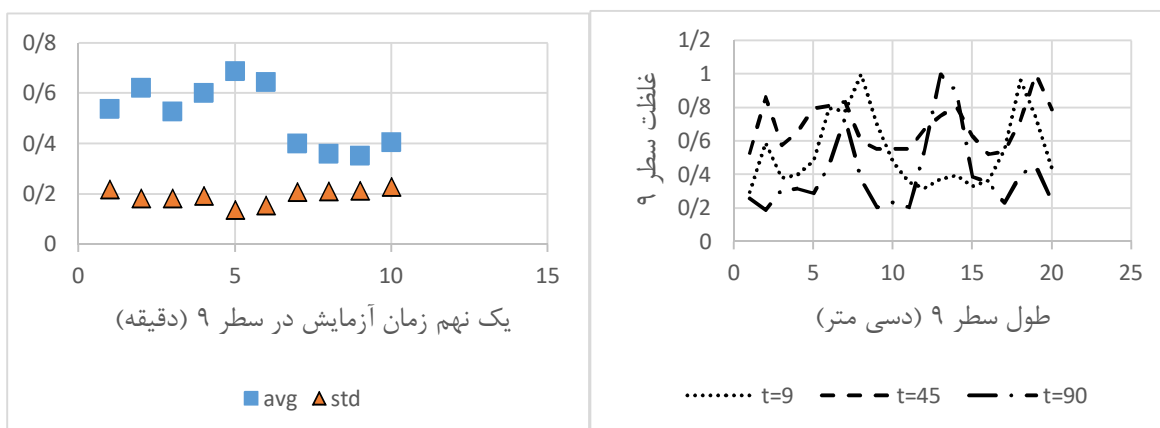 0/8
0/6
0/4
0/2
0
0 5 10 15
یک نهم زمان آزمایش در سطر ۹ (دقیقه)
avg std
غلظت سطر ۹
1/2
1
0/8
0/6
0/4
0/2
0
0 5 10 15 20 25
طول سطر ۹ (دسی متر)
t=9 t=45 t=90